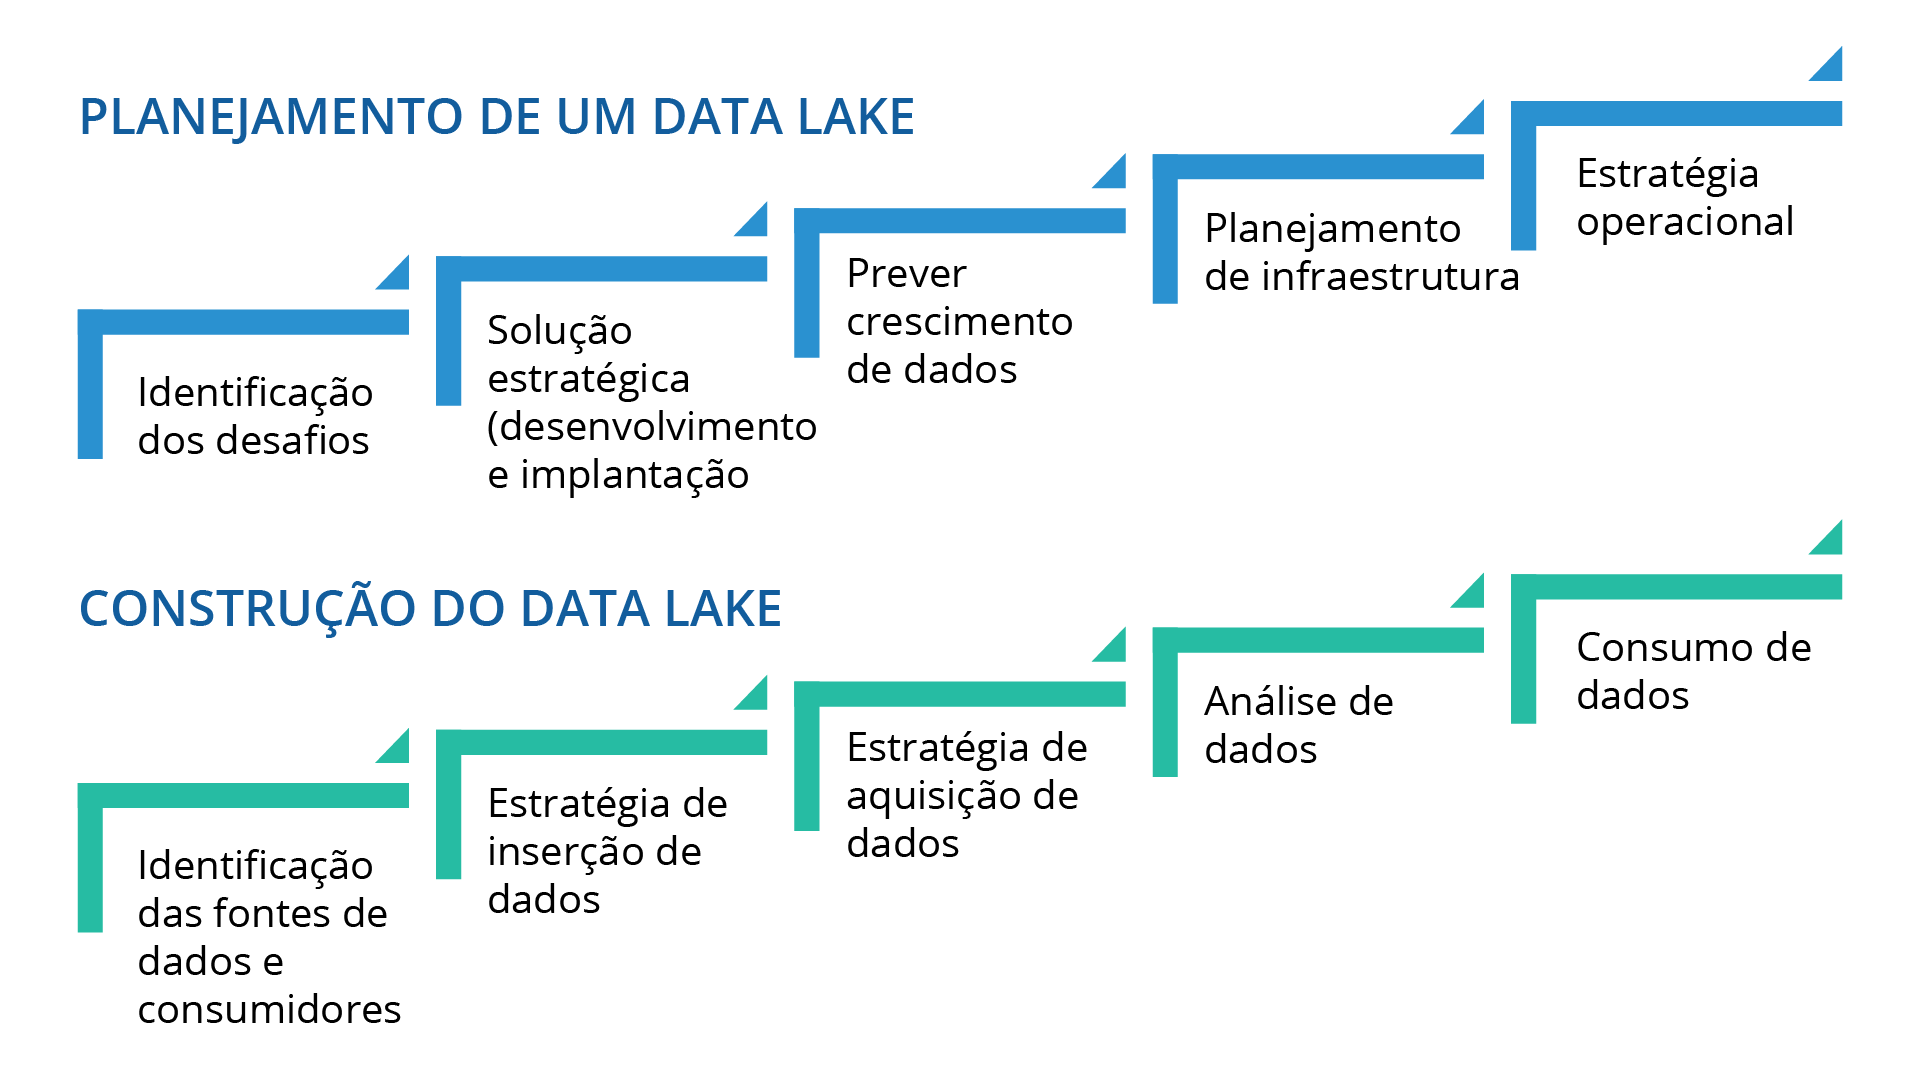 PLANEJAMENTO DE UM DATA LAKE
Identificação
dos desafios
Solução
estratégica
(desenvolvimento
e implantação
Prever
crescimento
de dados
Planejamento
de infraestrutura
Estratégia
operacional
CONSTRUÇÃO DO DATA LAKE
Identificação
das fontes de
dados e
consumidores
Estratégia de
inserção de
dados
Estratégia de
aquisição de
dados
Análise de
dados
Consumo de
dados